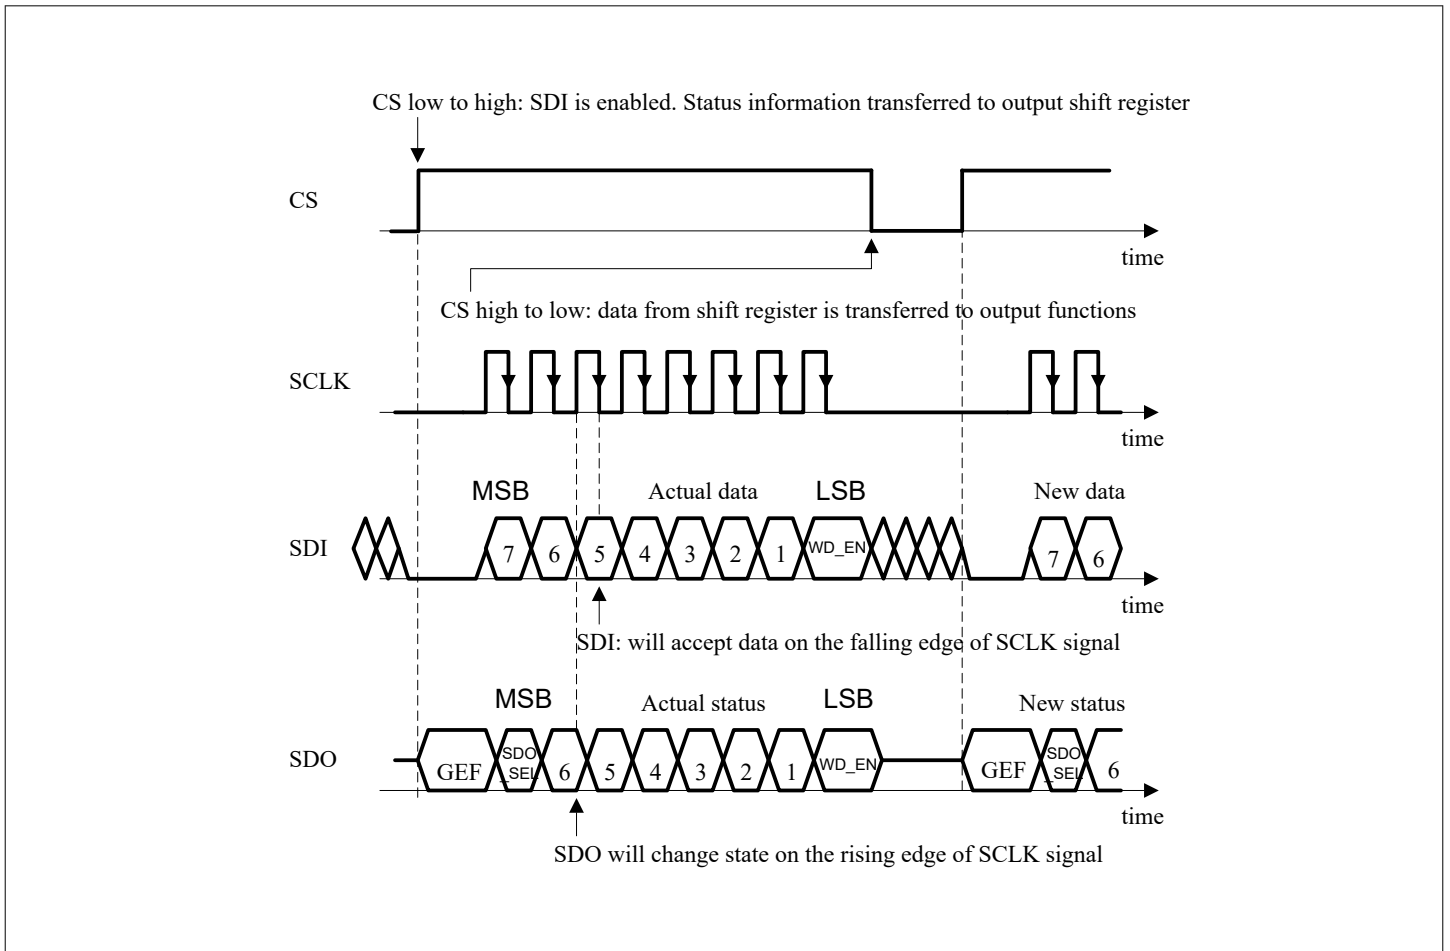 CS low to high: SDI is enabled. Status information transferred to output shift register
CS
time
CS high to low: data from shift register is transferred to output functions
SCLK
time
MSB Actual data LSB New data
SDI 7 6 5 4 3 2 1 WD_EN 7 6
time
SDI: will accept data on the falling edge of SCLK signal
MSB Actual status LSB New status
SDO GEF SDO_SEL 6 5 4 3 2 1 WD_EN GEF SDO_SEL 6
time
SDO will change state on the rising edge of SCLK signal